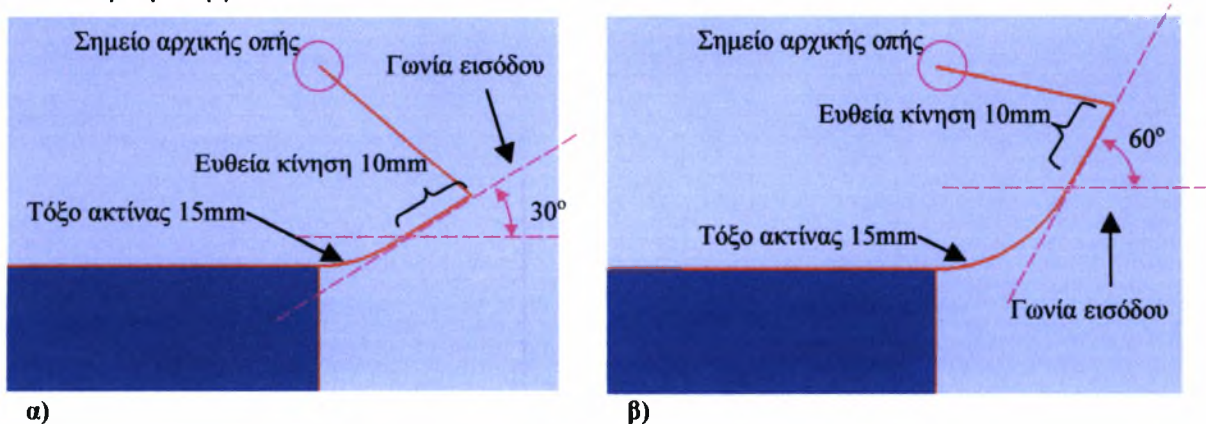 Σημείο αρχικής οπής
Γωνία εισόδου
Ευθεία κίνηση 10mm
Τόξο ακτίνας 15mm
30°
α)
Σημείο αρχικής οπής
Ευθεία κίνηση 10mm
60°
Τόξο ακτίνας 15mm
Γωνία εισόδου
β)